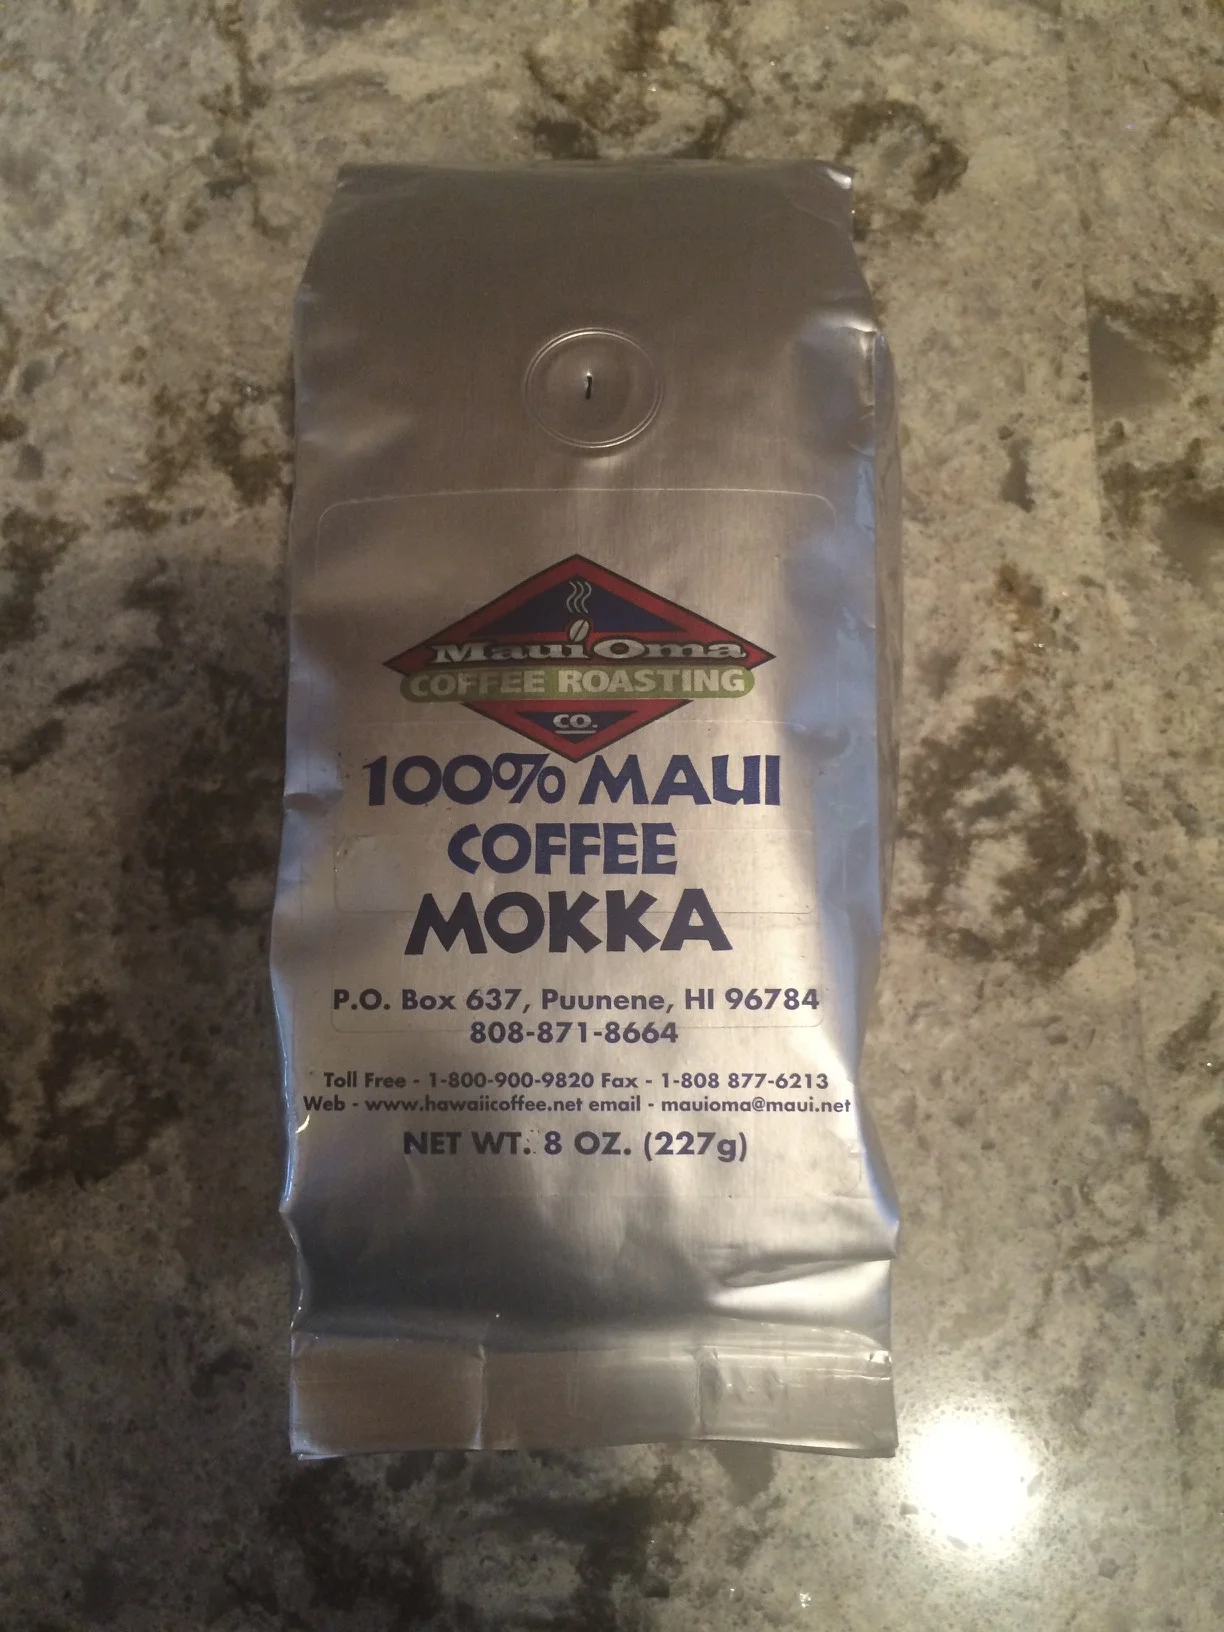 Maui Oma
COFFEE ROASTING
CO.
100% MAUI
COFFEE
MOKKA
P.O. Box 637, Puunene, HI 96784
808-871-8664
Toll Free - 1-800-900-9820 Fax - 1-808 877-6213
Web - www.hawaiicoffee.net email - mauioma@maui.net
NET WT. 8 OZ. (227g)